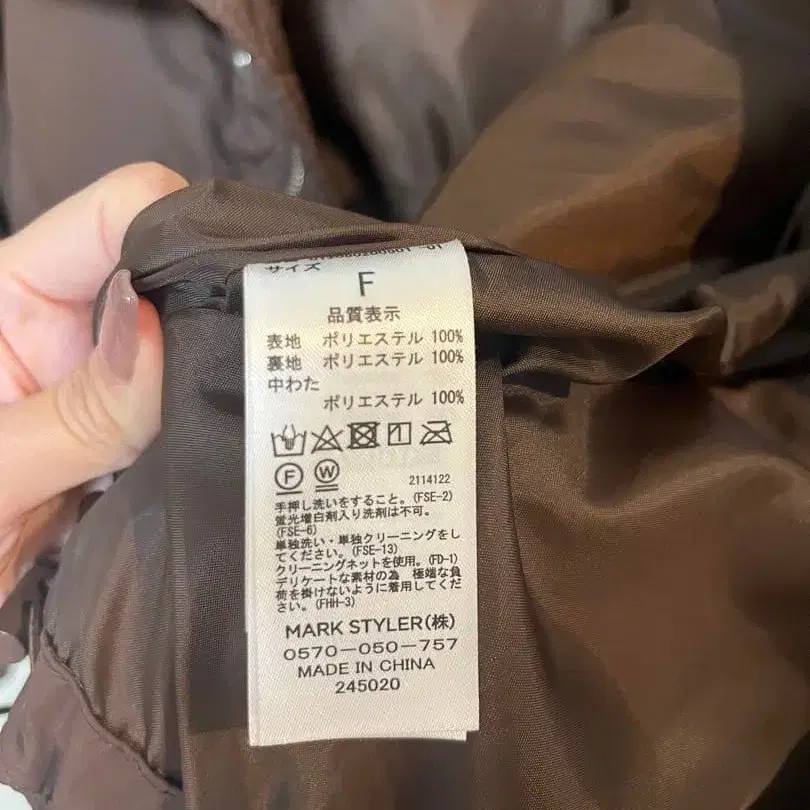 サイズ
F
品質表示
表地 ポリエステル 100%
裏地 ポリエステル 100%
中わた
ポリエステル 100%
F W
2114122
手押し洗いをすること。(FSE-2)
蛍光増白剤入り洗剤は不可。
(FSE-6)
単独洗い・単独クリーニングをし
てください。(FSE-13)
クリーニングネットを使用。(FD-1)
デリケートな素材の為 極端な負
荷を掛けないように着用してくだ
さい。(FHH-3)
MARK STYLER(株)
0570-050-757
MADE IN CHINA
245020